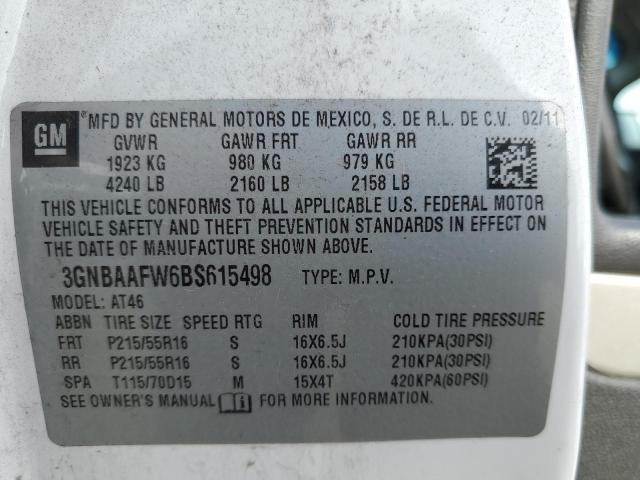 GM ®MFD BY GENERAL MOTORS DE MEXICO, S. DE R.L. DE C.V. 02/11
GVWR GAWR FRT GAWR RR
1923 KG 980 KG 979 KG
4240 LB 2160 LB 2158 LB
THIS VEHICLE CONFORMS TO ALL APPLICABLE U.S. FEDERAL MOTOR
VEHICLE SAFETY AND THEFT PREVENTION STANDARDS IN EFFECT ON
THE DATE OF MANUFACTURE SHOWN ABOVE.
3GNBAAFW6BS615498 TYPE: M.P.V.
MODEL: AT46
ABBN TIRE SIZE SPEED RTG RIM COLD TIRE PRESSURE
FRT P215/55R16 S 16X6.5J 210KPA(30PSI)
RR P215/55R16 S 16X6.5J 210KPA(30PSI)
SPA T115/70D15 M 15X4T 420KPA(60PSI)
SEE OWNER'S MANUAL FOR MORE INFORMATION.